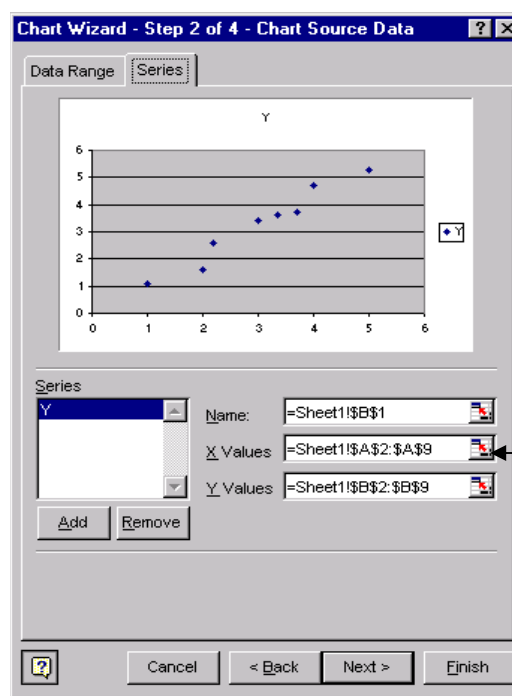 Chart Wizard - Step 2 of 4 - Chart Source Data
Data Range Series
Y
6
5
4
3
2
1
0
0 1 2 3 4 5 6
Y
Series
Y
Name: =Sheet1!$B$1
X Values =Sheet1!$A$2:$A$9
Y Values =Sheet1!$B$2:$B$9
Add Remove
Cancel < Back Next > Finish